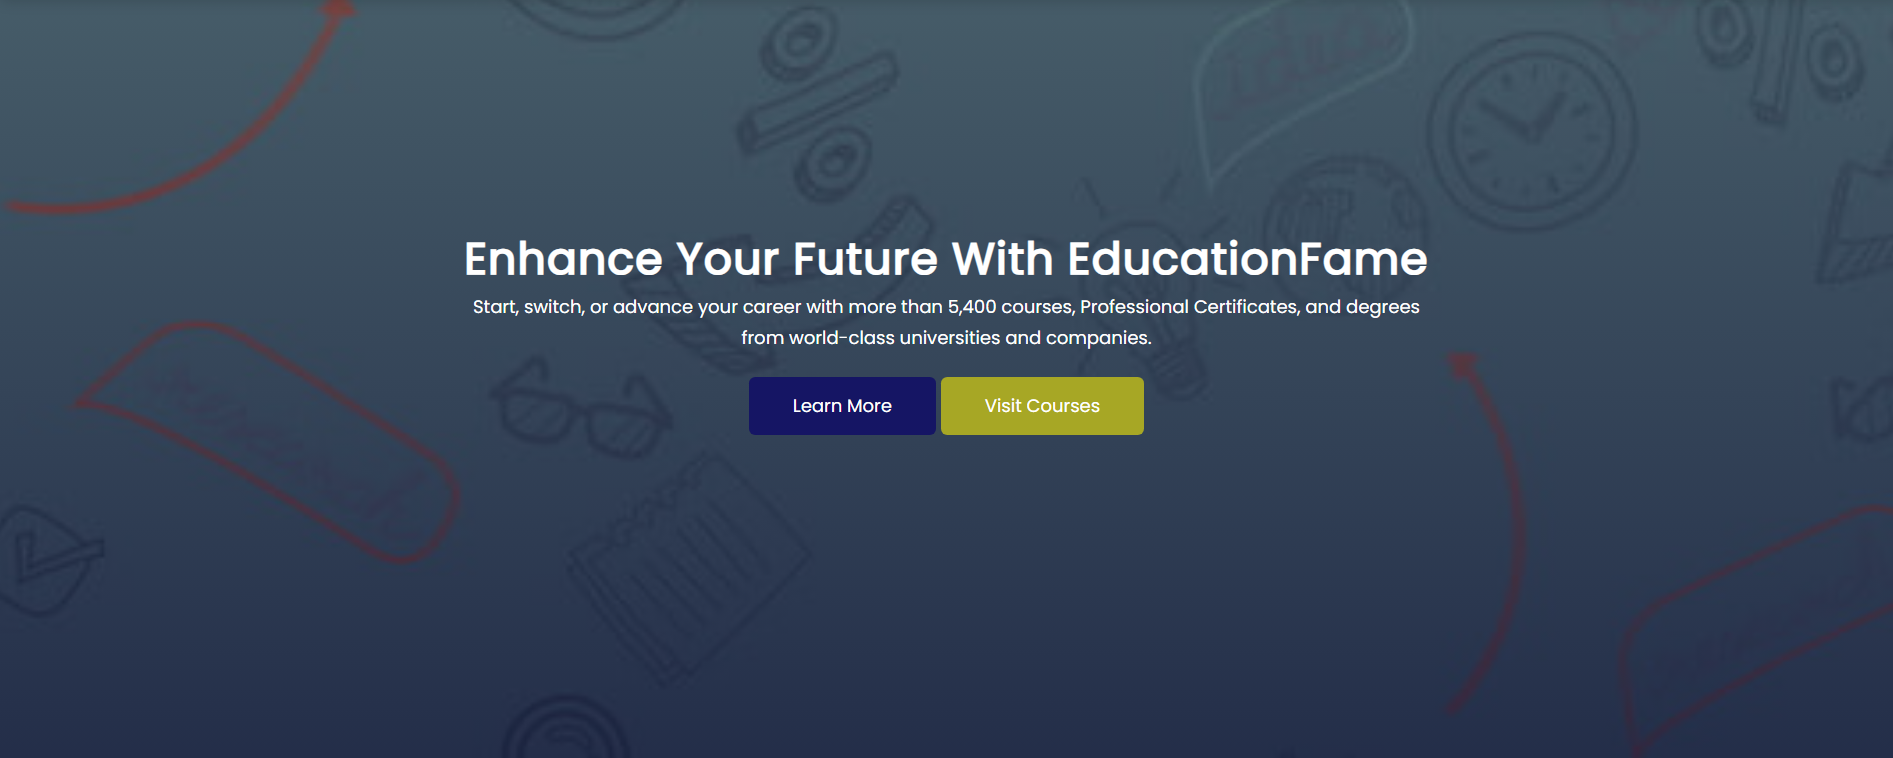 Enhance Your Future With EducationFame
Start, switch, or advance your career with more than 5,400 courses, Professional Certificates, and degrees
from world-class universities and companies.
Learn More
Visit Courses
research